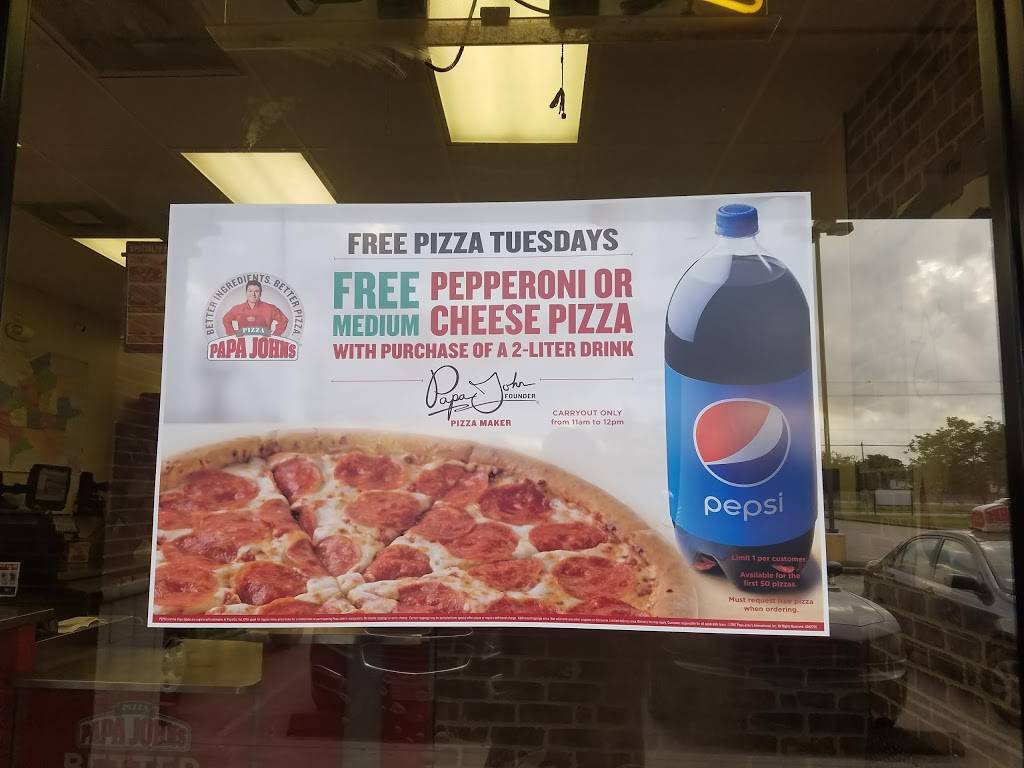 FREE PIZZA TUESDAYS
FREE MEDIUM
PEPPERONI OR
CHEESE PIZZA
WITH PURCHASE OF A 2-LITER DRINK
BETTER INGREDIENTS. BETTER PIZZA
PIZZA
PAPA JOHNS
Papa John
FOUNDER
PIZZA MAKER
CARRYOUT ONLY
from 11am to 12pm
pepsi
Limit 1 per customer
Available for the
first 50 pizzas.
Must request free pizza
when ordering.
PIZZA
PAPA JOHNS
BETTER